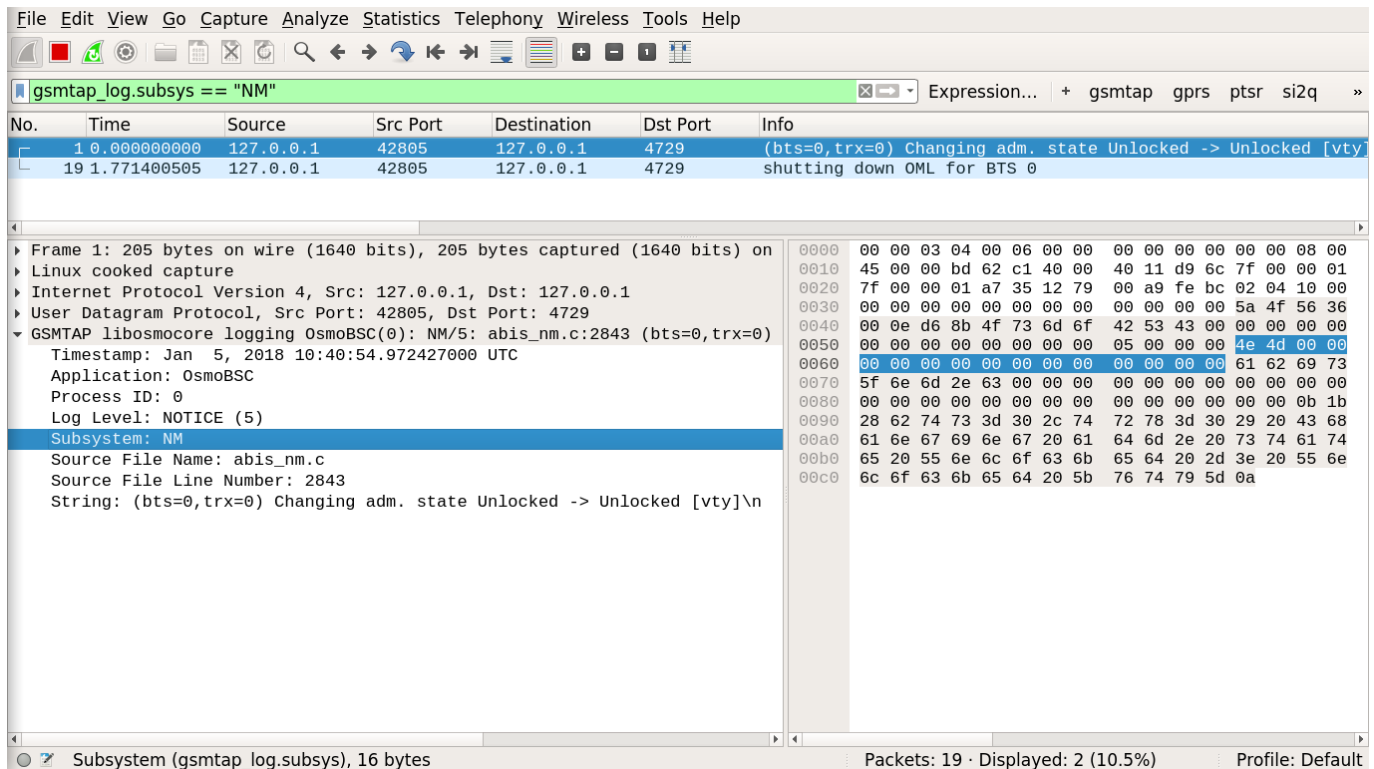 File Edit View Go Capture Analyze Statistics Telephony Wireless Tools Help
gsmtap_log.subsys == "NM" Expression… + gsmtap gprs ptsr si2q »
No. Time Source Src Port Destination Dst Port Info
1 0.000000000 127.0.0.1 42805 127.0.0.1 4729 (bts=0,trx=0) Changing adm. state Unlocked -> Unlocked [vty]
19 1.771400505 127.0.0.1 42805 127.0.0.1 4729 shutting down OML for BTS 0
Frame 1: 205 bytes on wire (1640 bits), 205 bytes captured (1640 bits) on
Linux cooked capture
Internet Protocol Version 4, Src: 127.0.0.1, Dst: 127.0.0.1
User Datagram Protocol, Src Port: 42805, Dst Port: 4729
GSMTAP libosmocore logging OsmoBSC(0): NM/5: abis_nm.c:2843 (bts=0,trx=0)
Timestamp: Jan  5, 2018 10:40:54.972427000 UTC
Application: OsmoBSC
Process ID: 0
Log Level: NOTICE (5)
Subsystem: NM
Source File Name: abis_nm.c
Source File Line Number: 2843
String: (bts=0,trx=0) Changing adm. state Unlocked -> Unlocked [vty]\n
0000 00 00 03 04 00 06 00 00 00 00 00 00 00 00 08 00
0010 45 00 00 bd 62 c1 40 00 40 11 d9 6c 7f 00 00 01
0020 7f 00 00 01 a7 35 12 79 00 a9 fe bc 02 04 10 00
0030 00 00 00 00 00 00 00 00 00 00 00 00 5a 4f 56 36
0040 00 0e d6 8b 4f 73 6d 6f 42 53 43 00 00 00 00 00
0050 00 00 00 00 00 00 00 00 05 00 00 00 4e 4d 00 00
0060 00 00 00 00 00 00 00 00 00 00 00 00 61 62 69 73
0070 5f 6e 6d 2e 63 00 00 00 00 00 00 00 00 00 00 00
0080 00 00 00 00 00 00 00 00 00 00 00 00 00 00 0b 1b
0090 28 62 74 73 3d 30 2c 74 72 78 3d 30 29 20 43 68
00a0 61 6e 67 69 6e 67 20 61 64 6d 2e 20 73 74 61 74
00b0 65 20 55 6e 6c 6f 63 6b 65 64 20 2d 3e 20 55 6e
00c0 6c 6f 63 6b 65 64 20 5b 76 74 79 5d 0a
Subsystem (gsmtap_log.subsys), 16 bytes Packets: 19 · Displayed: 2 (10.5%) Profile: Default